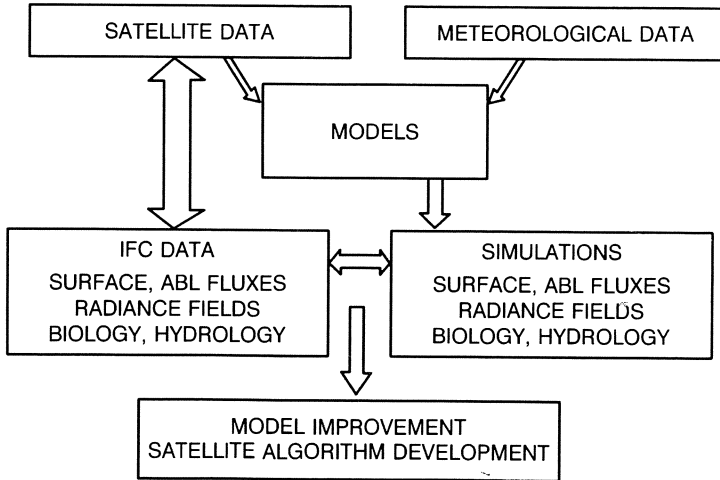 SATELLITE DATA
METEOROLOGICAL DATA
MODELS
IFC DATA
SURFACE, ABL FLUXES
RADIANCE FIELDS
BIOLOGY, HYDROLOGY
SIMULATIONS
SURFACE, ABL FLUXES
RADIANCE FIELDS
BIOLOGY, HYDROLOGY
MODEL IMPROVEMENT
SATELLITE ALGORITHM DEVELOPMENT